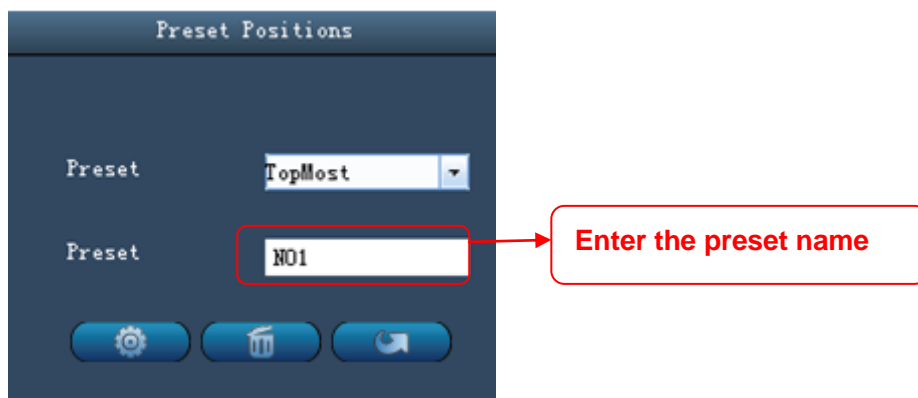 Preset Positions
Preset
TopMost
Enter the preset name
Preset
NO1